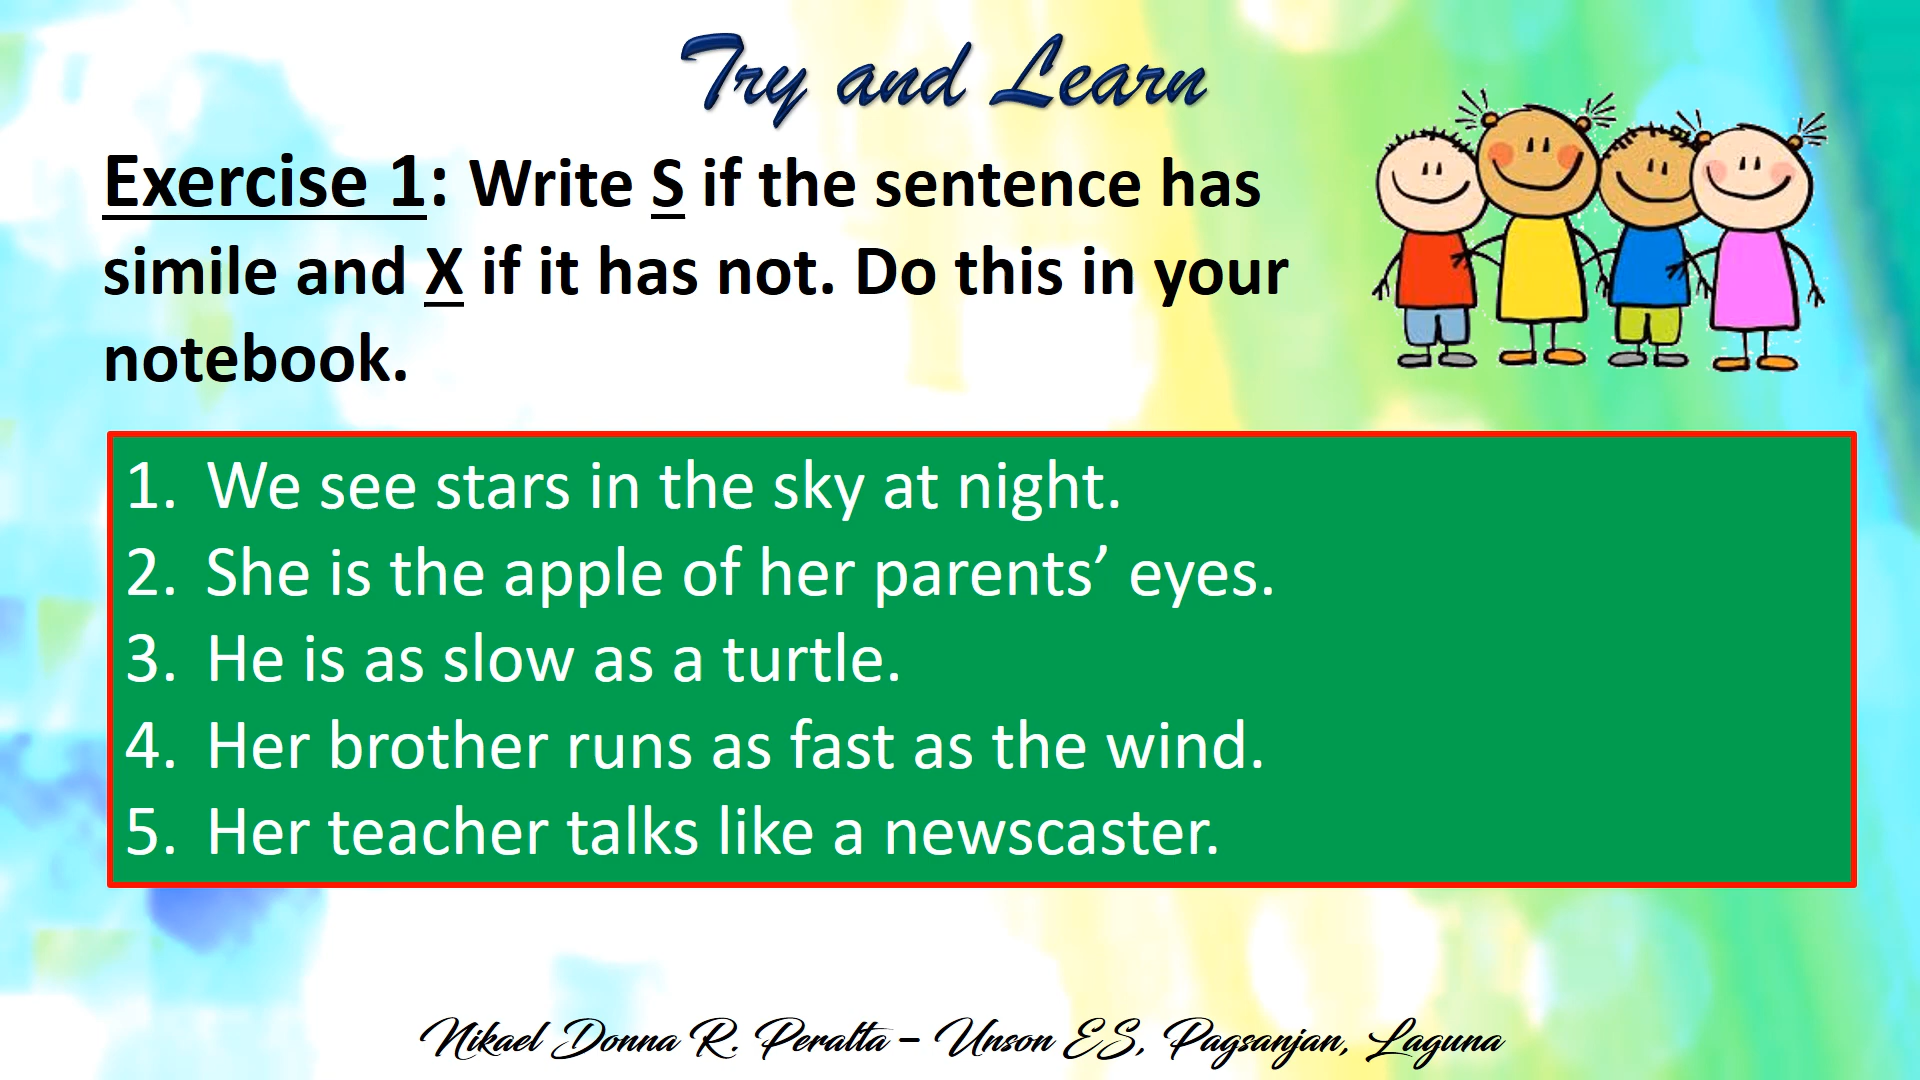 Try and Learn
Exercise 1: Write S if the sentence has
simile and X if it has not. Do this in your
notebook.
1. We see stars in the sky at night.
2. She is the apple of her parents’ eyes.
3. He is as slow as a turtle.
4. Her brother runs as fast as the wind.
5. Her teacher talks like a newscaster.
Nikael Donna R. Peralta – Unson ES, Pagsanjan, Laguna